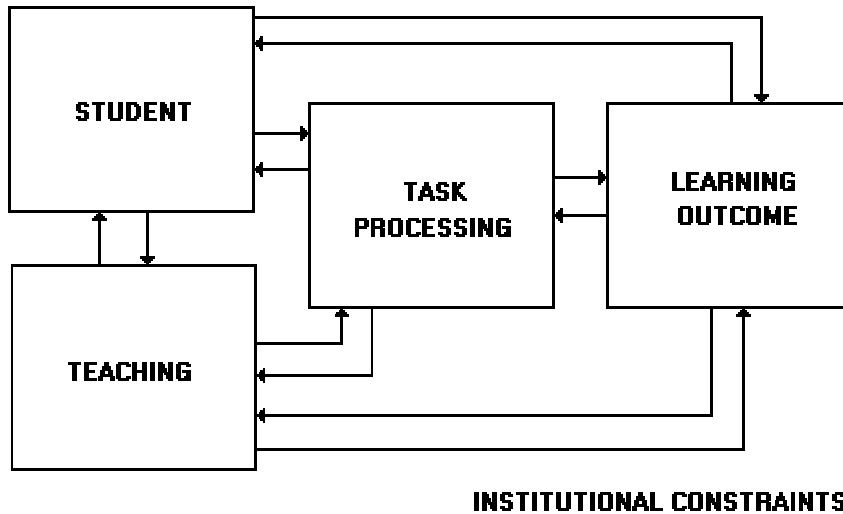 STUDENT
TASK
PROCESSING
LEARNING
OUTCOME
TEACHING
INSTITUTIONAL CONSTRAINTS